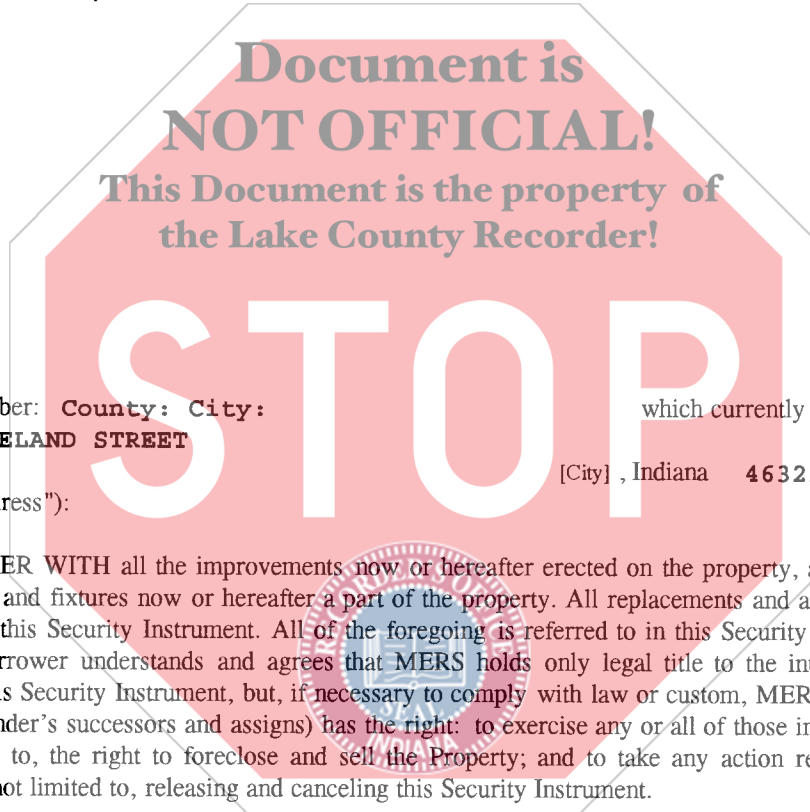 Document is
NOT OFFICIAL!
This Document is the property of
the Lake County Recorder!
STOP
ber: County: City: which currently
ELAND STREET
[City] , Indiana 4632
ress"):
ER WITH all the improvements now or hereafter erected on the property, a
and fixtures now or hereafter a part of the property. All replacements and a
this Security Instrument. All of the foregoing is referred to in this Security
rrower understands and agrees that MERS holds only legal title to the in
s Security Instrument, but, if necessary to comply with law or custom, MER
nder's successors and assigns) has the right: to exercise any or all of those in
to, the right to foreclose and sell the Property; and to take any action re
not limited to, releasing and canceling this Security Instrument.
RECORDER'S OFFICE
SEAL
INDIANA